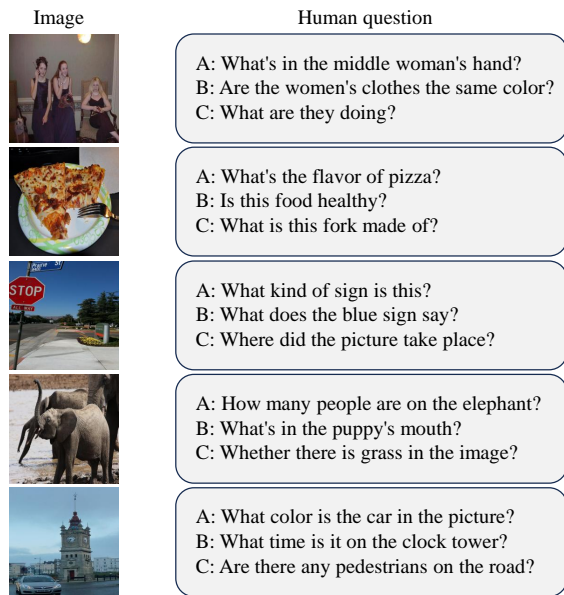 Image
Human question
A: What's in the middle woman's hand?
B: Are the women's clothes the same color?
C: What are they doing?
A: What's the flavor of pizza?
B: Is this food healthy?
C: What is this fork made of?
STOP
ALL WAY
A: What kind of sign is this?
B: What does the blue sign say?
C: Where did the picture take place?
A: How many people are on the elephant?
B: What's in the puppy's mouth?
C: Whether there is grass in the image?
A: What color is the car in the picture?
B: What time is it on the clock tower?
C: Are there any pedestrians on the road?